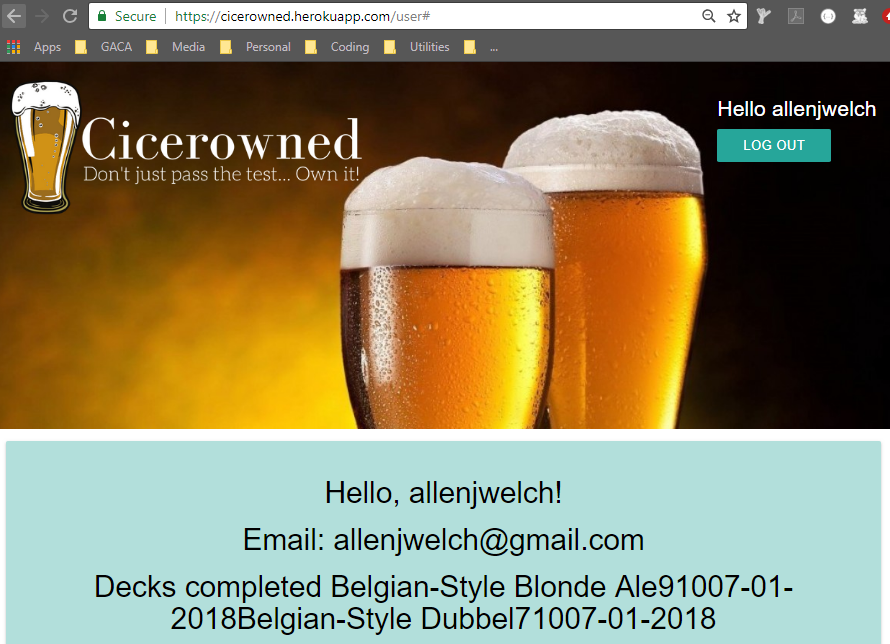 Secure https://cicerowned.herokuapp.com/user#
Apps GACA Media Personal Coding Utilities ...
Hello allenjwelch
LOG OUT
Cicerowned
Don't just pass the test... Own it!
Hello, allenjwelch!
Email: allenjwelch@gmail.com
Decks completed Belgian-Style Blonde Ale91007-01-
2018Belgian-Style Dubbel71007-01-2018